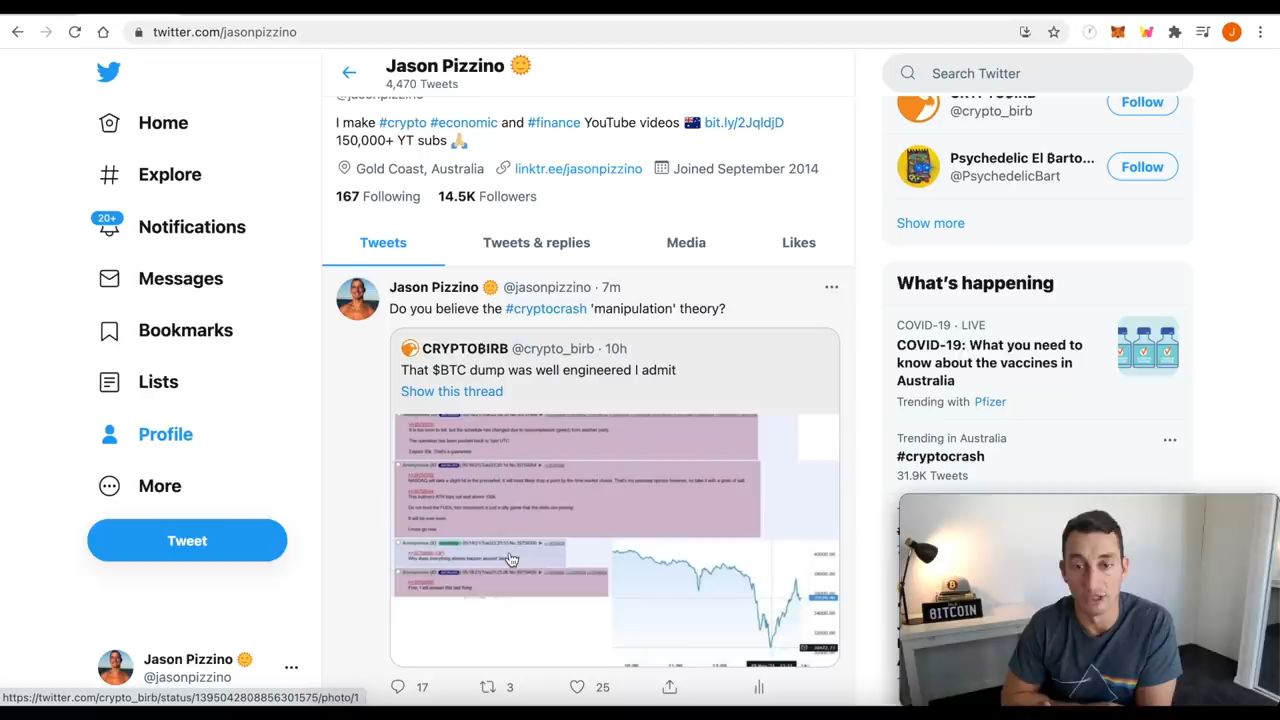 twitter.com/jasonpizzino
J
Jason Pizzino
4,470 Tweets
Search Twitter
Home
Explore
20+
Notifications
Messages
Bookmarks
Lists
Profile
More
Tweet
Jason Pizzino
@jasonpizzino
@jasonpizzino
I make #crypto #economic and #finance YouTube videos bit.ly/2JqldjD
150,000+ YT subs
Gold Coast, Australia linktr.ee/jasonpizzino Joined September 2014
167 Following 14.5K Followers
Tweets Tweets & replies Media Likes
Jason Pizzino @jasonpizzino · 7m
Do you believe the #cryptocrash 'manipulation' theory?
CRYPTOBIRB @crypto_birb · 10h
That $BTC dump was well engineered I admit
Show this thread
17 3 25
CRYPTOBIRB
@crypto_birb
Follow
Psychedelic El Barto...
@PsychedelicBart
Follow
Show more
What's happening
COVID-19 · LIVE
COVID-19: What you need to
know about the vaccines in
Australia
Trending with Pfizer
Trending in Australia
#cryptocrash
31.9K Tweets
BITCOIN
https://twitter.com/crypto_birb/status/1395042808856301575/photo/1